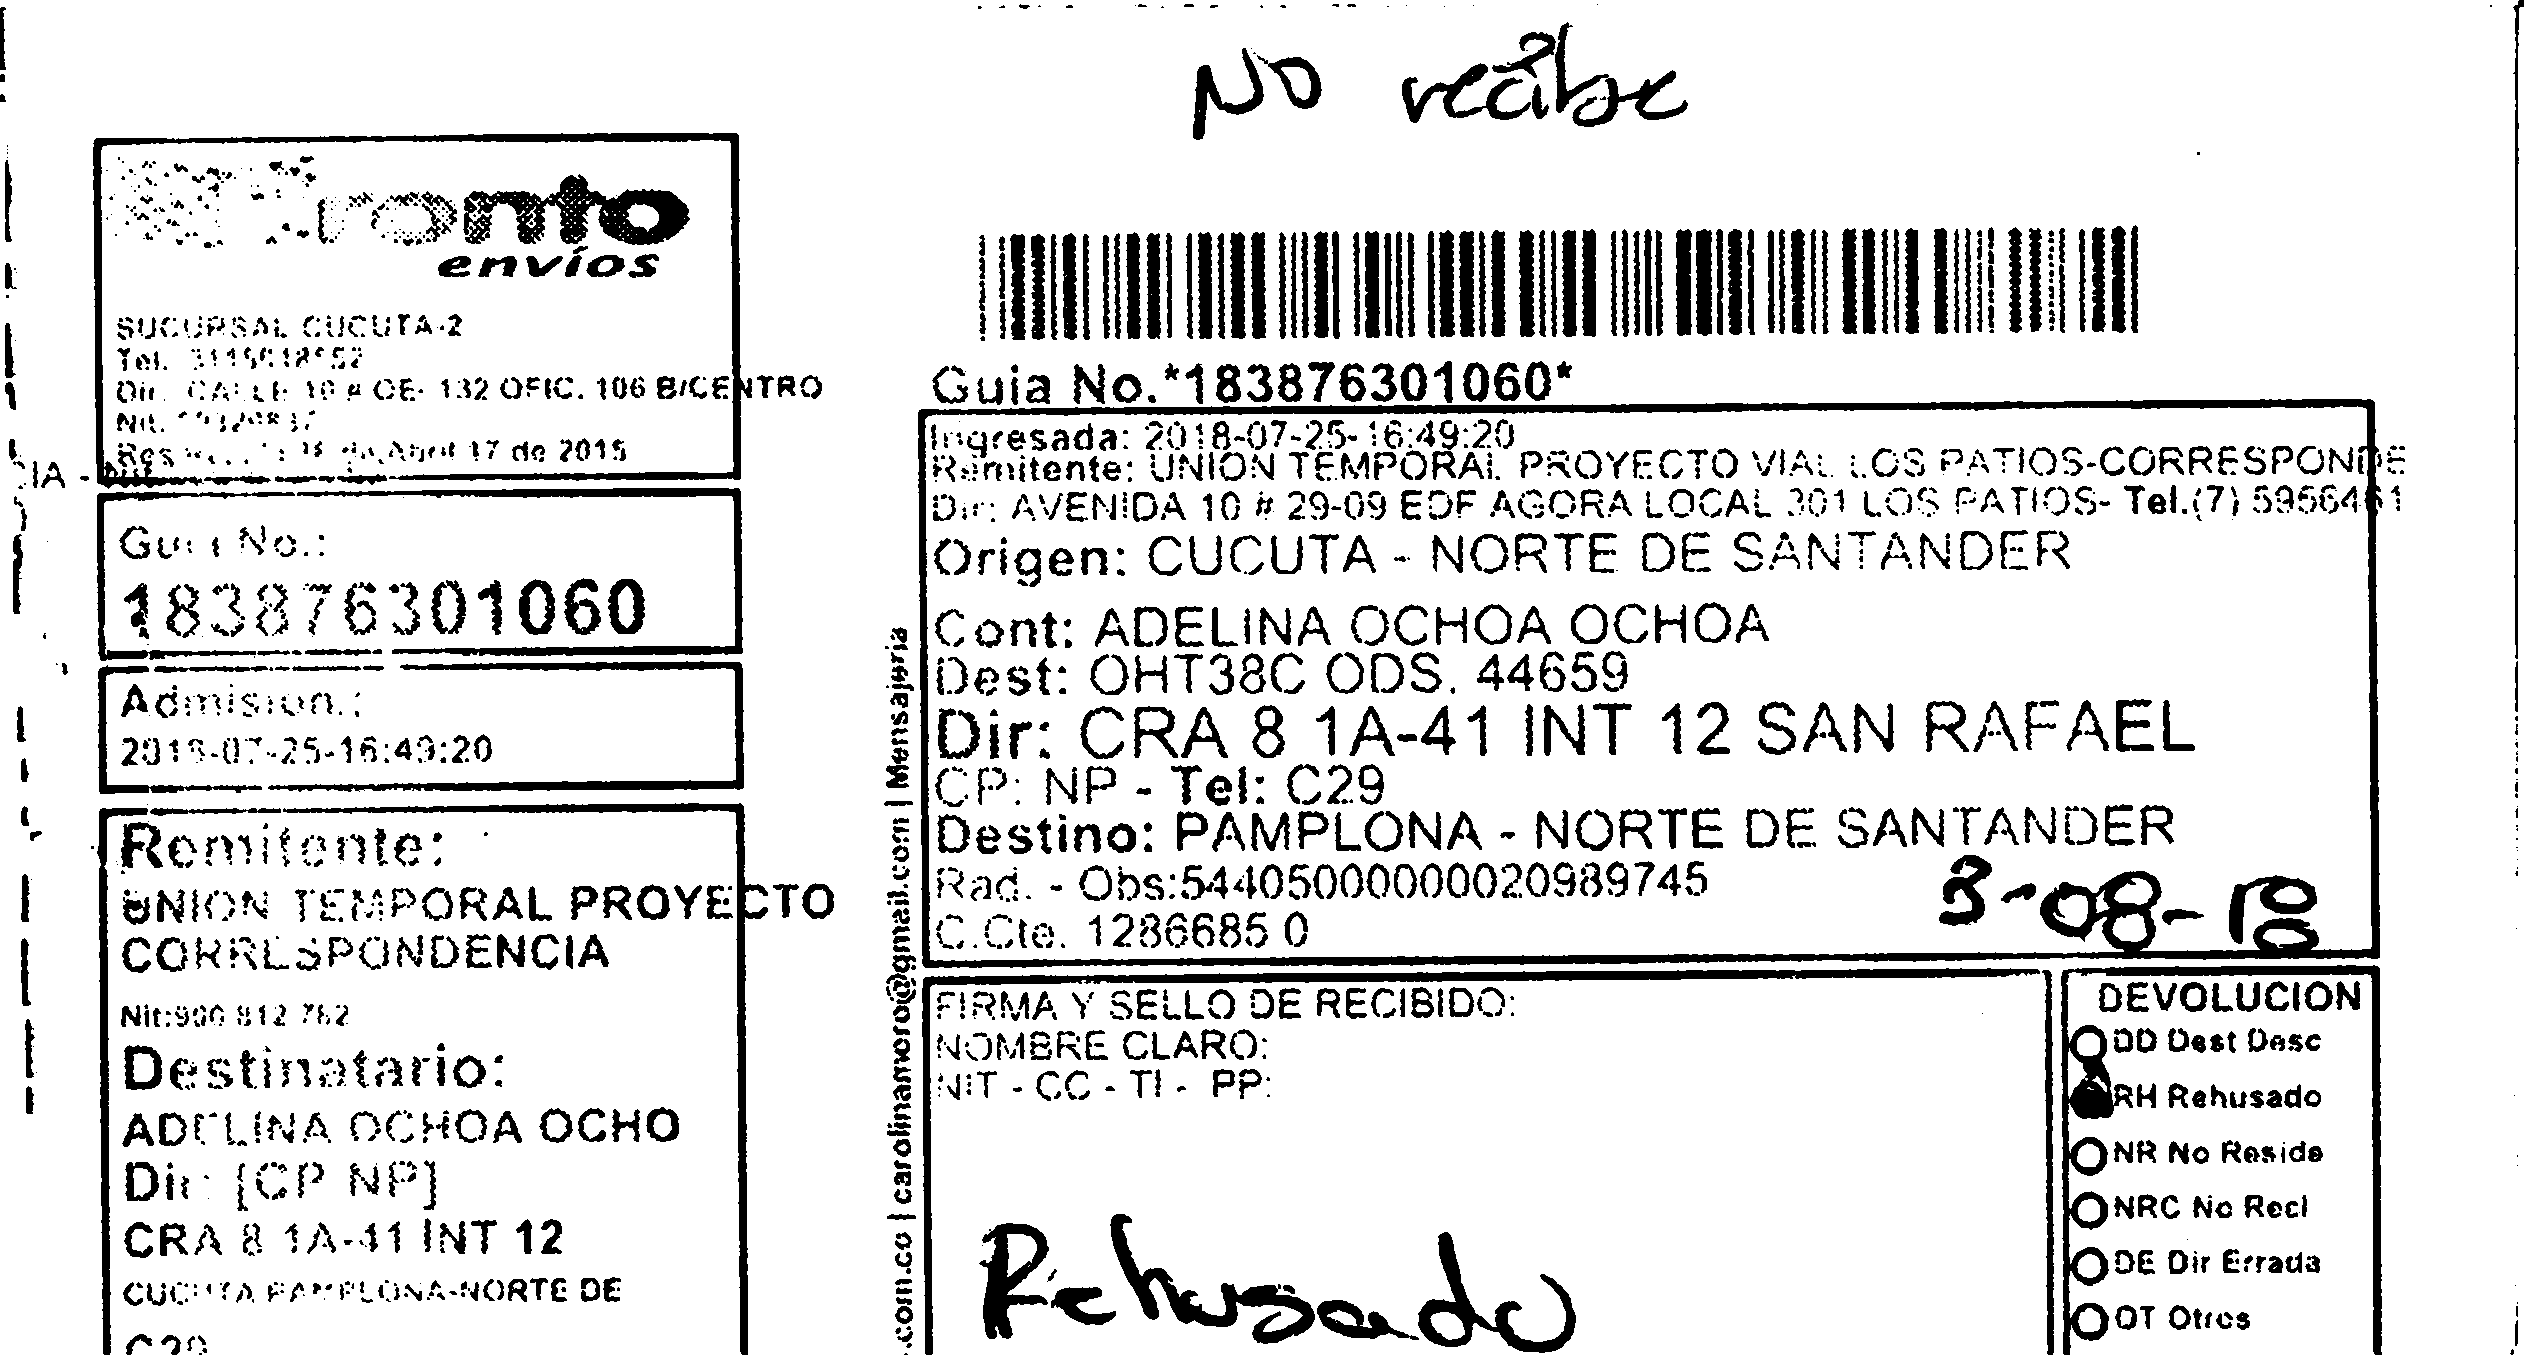 No recibe
pronto
envíos
SUCURSAL CUCUTA-2
Tel.
Dir. CALLE 10 # OE- 132 OFIC. 106 B/CENTRO
Nit.
de Abril 17 de 2015
Guia No.:
183876301060
Admision.:
2018-07-25-16:49:20
Remitente:
UNION TEMPORAL PROYECTO
CORRESPONDENCIA
Nit:900 812 762
Destinatario:
ADELINA OCHOA OCHO
Dir: [CP NP]
CRA 8 1A-41 INT 12
CUCUTA PAMPLONA-NORTE DE
C29
.com.co | carolinamoro@gmail.com | Mensajeria
Guia No.*183876301060*
Ingresada: 2018-07-25-16:49:20
Remitente: UNION TEMPORAL PROYECTO VIAL LOS PATIOS-CORRESPONDE
Dir: AVENIDA 10 # 29-09 EDF AGORA LOCAL 301 LOS PATIOS- Tel.(7) 5956461
Origen: CUCUTA - NORTE DE SANTANDER
Cont: ADELINA OCHOA OCHOA
Dest: OHT38C ODS. 44659
Dir: CRA 8 1A-41 INT 12 SAN RAFAEL
CP: NP - Tel: C29
Destino: PAMPLONA - NORTE DE SANTANDER
Rad. - Obs:544050000000020989745
C.Cte. 1286685 0
3-08-18
FIRMA Y SELLO DE RECIBIDO:
NOMBRE CLARO:
NIT - CC - TI - PP:
Rehusado
DEVOLUCION
DD Dest Desc
RH Rehusado
NR No Reside
NRC No Recl
DE Dir Errada
OT Otros